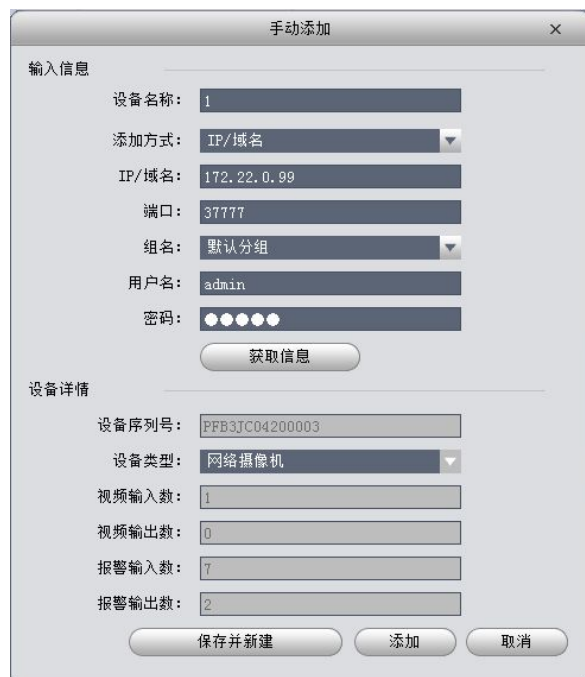 手动添加
输入信息
设备名称: 1
添加方式: IP/域名
IP/域名: 172.22.0.99
端口: 37777
组名: 默认分组
用户名: admin
密码: ●●●●●
获取信息
设备详情
设备序列号: PFB3JC04200003
设备类型: 网络摄像机
视频输入数: 1
视频输出数: 0
报警输入数: 7
报警输出数: 2
保存并新建 添加 取消